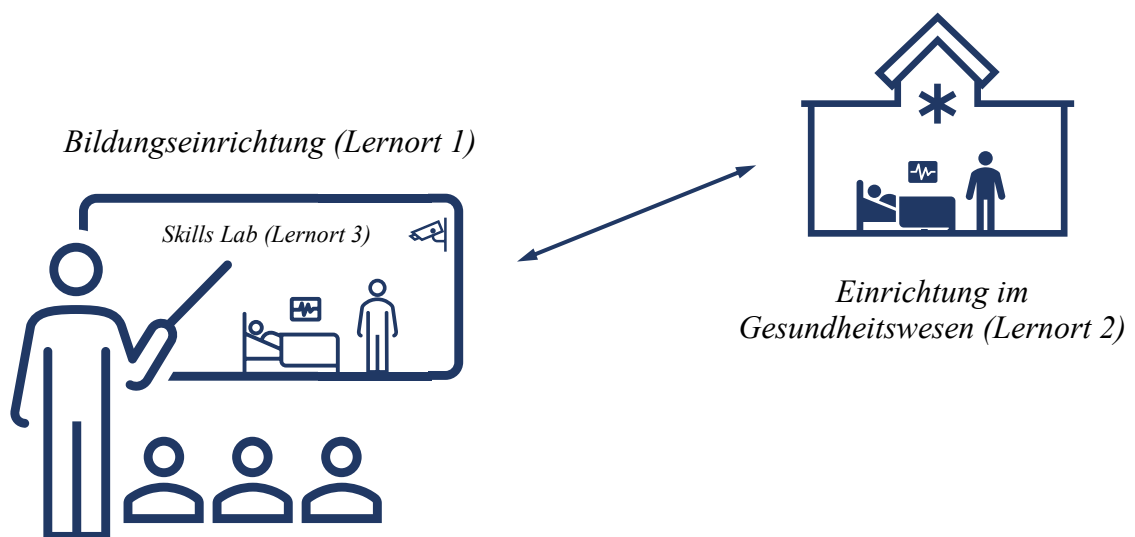 Bildungseinrichtung (Lernort 1)
Skills Lab (Lernort 3)
Einrichtung im
Gesundheitswesen (Lernort 2)